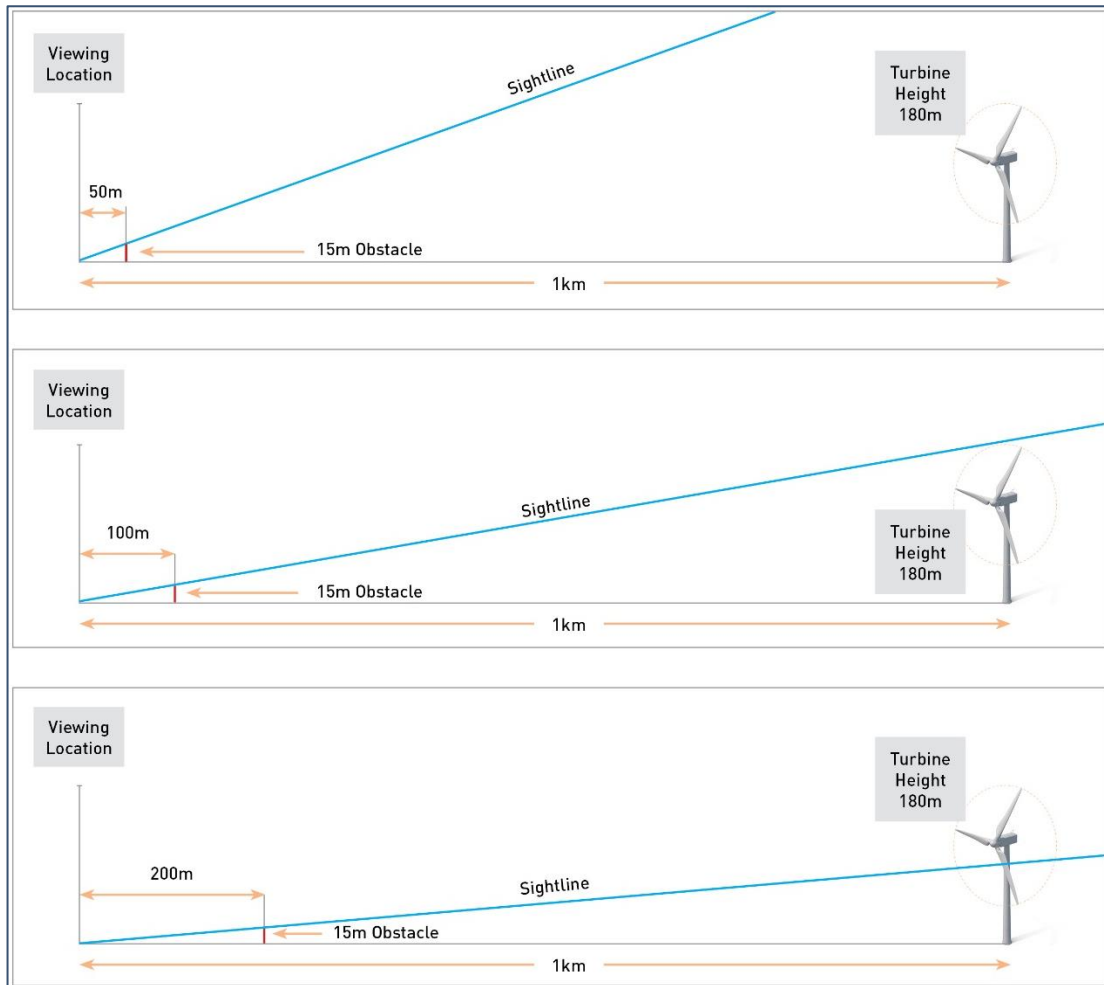 Viewing
Location
Sightline
Turbine
Height
180m
50m
15m Obstacle
1km
Viewing
Location
Sightline
100m
Turbine
Height
180m
15m Obstacle
1km
Viewing
Location
Turbine
Height
180m
200m
Sightline
15m Obstacle
1km